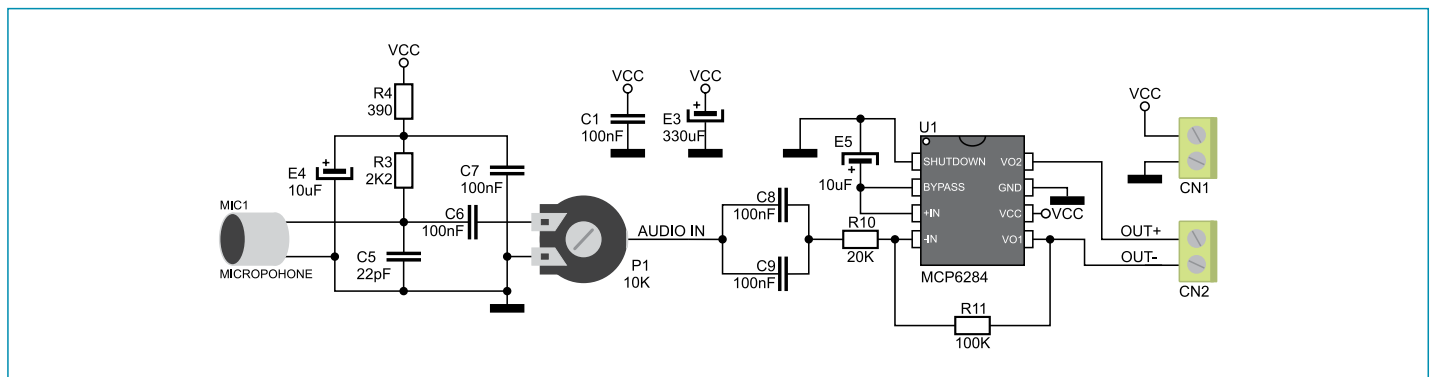 VCC
R4
390
R3
2K2
E4
+
10uF
C7
100nF
MIC1
MICROPOHONE
C6
100nF
C5
22pF
VCC
C1
100nF
VCC
+
E3
330uF
P1
10K
AUDIO IN
C8
100nF
C9
100nF
R10
20K
E5
+
10uF
U1
SHUTDOWN
BYPASS
+IN
-IN
VO2
GND
VCC
VO1
MCP6284
VCC
R11
100K
OUT+
OUT-
VCC
CN1
CN2